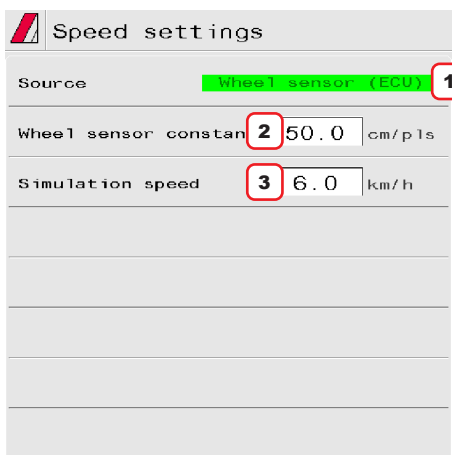 Speed settings
Source Wheel sensor (ECU) 1
Wheel sensor constan 2 50.0 cm/pls
Simulation speed 3 6.0 km/h